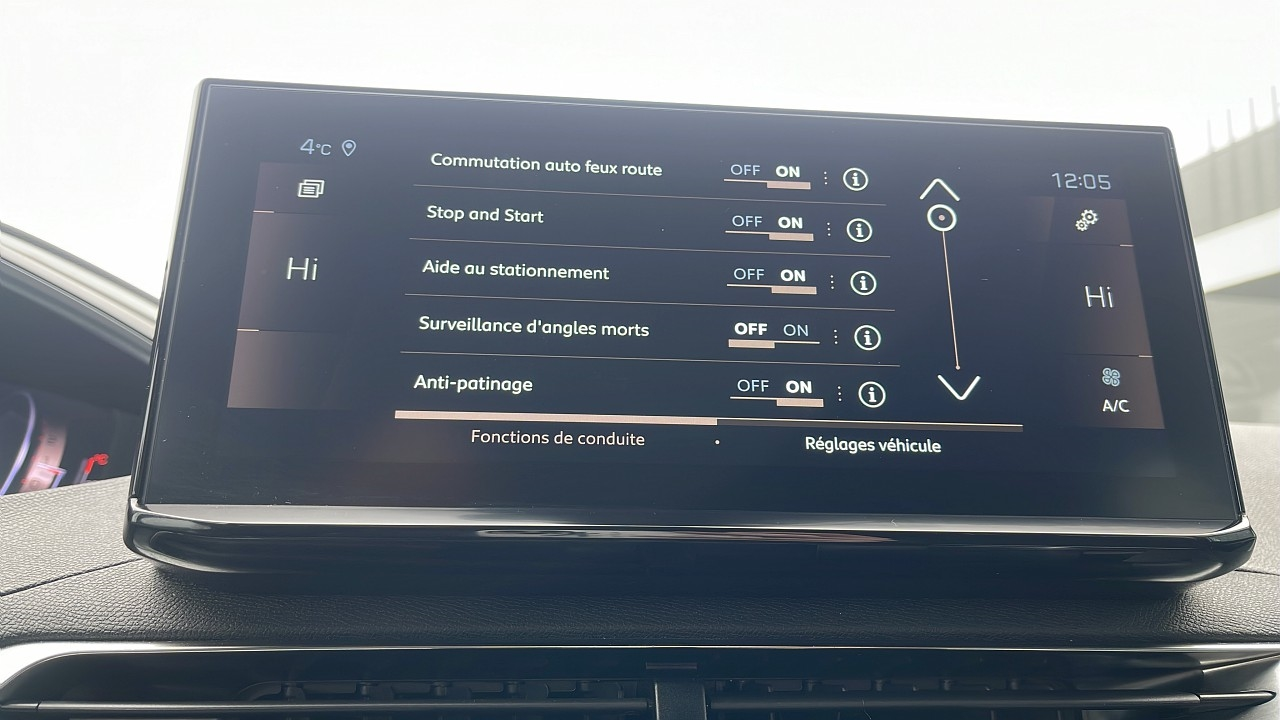 4°C
12:05
Commutation auto feux route OFF ON
Stop and Start OFF ON
Hi
Aide au stationnement OFF ON
Hi
Surveillance d'angles morts OFF ON
Anti-patinage OFF ON
A/C
Fonctions de conduite
Réglages véhicule